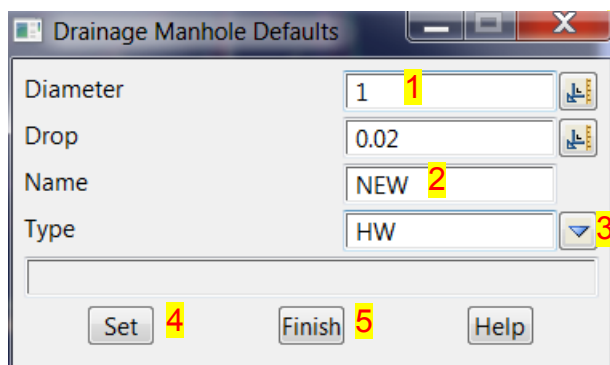 Drainage Manhole Defaults
Diameter 1 1
Drop 0.02
Name NEW 2
Type HW 3
Set 4 Finish 5 Help